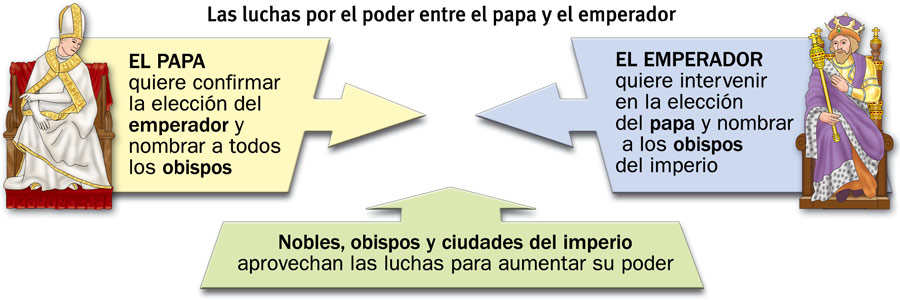 Las luchas por el poder entre el papa y el emperador
EL PAPA
quiere confirmar
la elección del
emperador y
nombrar a todos
los obispos
EL EMPERADOR
quiere intervenir
en la elección
del papa y nombrar
a los obispos
del imperio
Nobles, obispos y ciudades del imperio
aprovechan las luchas para aumentar su poder